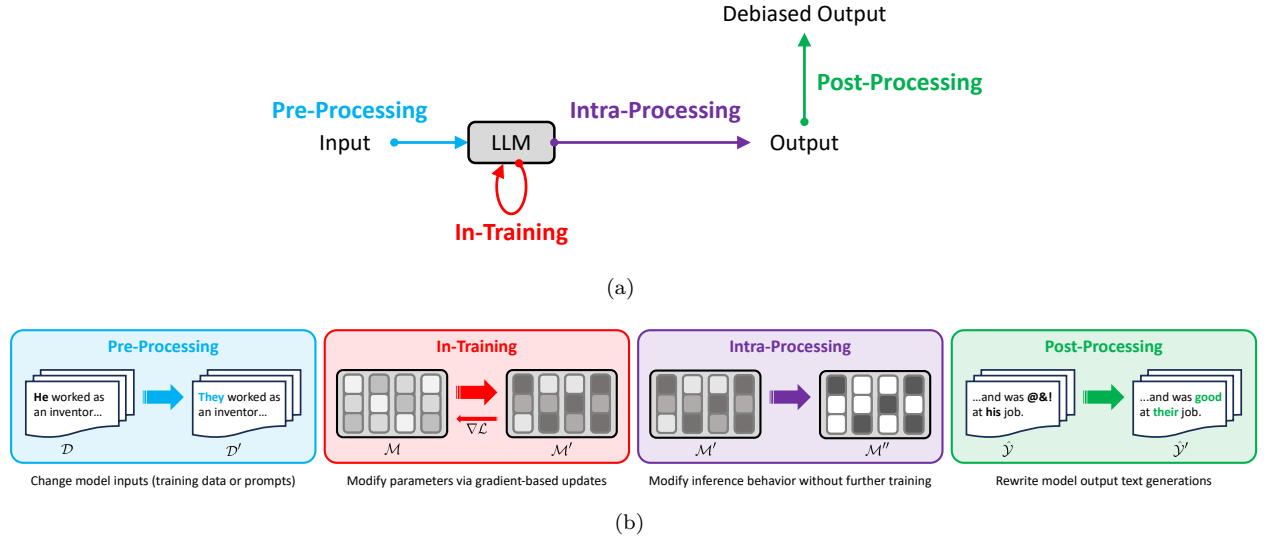 Debiased Output
Post-Processing
Pre-Processing
Intra-Processing
Input
LLM
Output
In-Training
(a)
Pre-Processing
He worked as
an inventor…
They worked as
an inventor…
𝒟
𝒟′
Change model inputs (training data or prompts)
In-Training
∇ℒ
ℳ
ℳ′
Modify parameters via gradient-based updates
Intra-Processing
ℳ′
ℳ″
Modify inference behavior without further training
Post-Processing
…and was @&!
at his job.
…and was good
at their job.
𝒴̂
𝒴̂′
Rewrite model output text generations
(b)